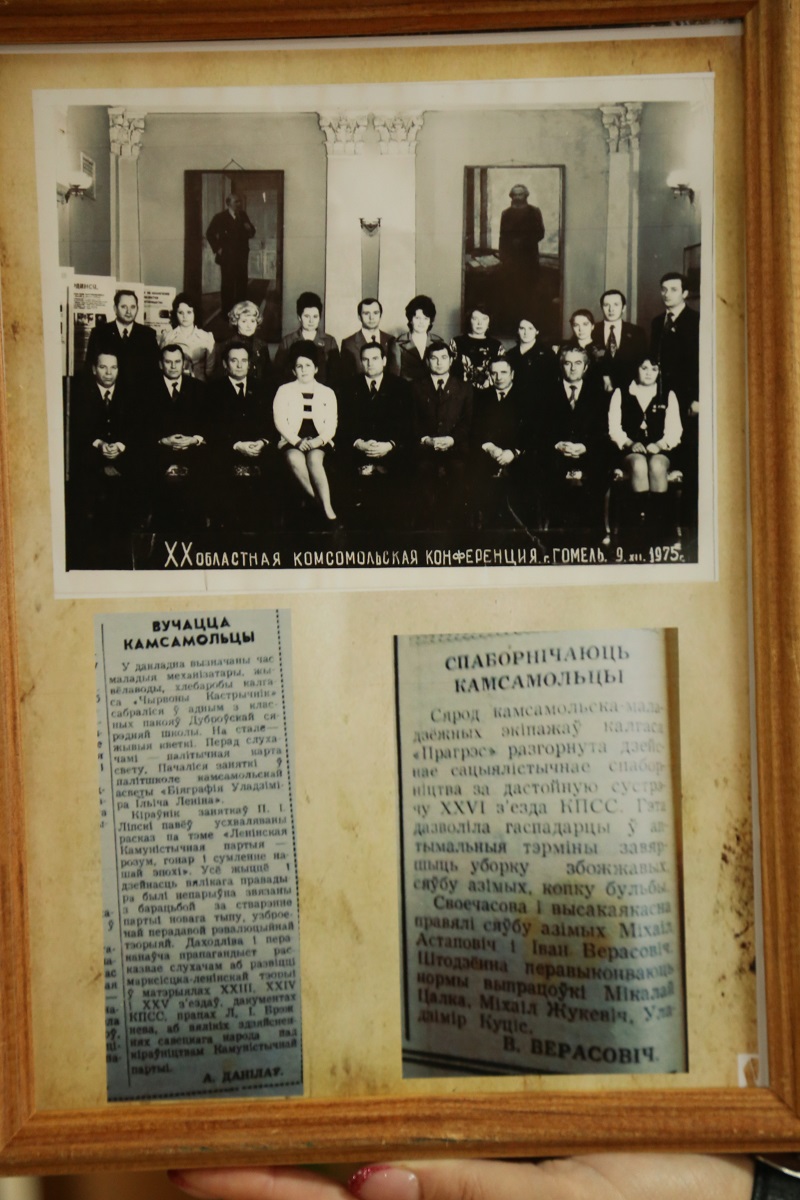 XX ОБЛАСТНАЯ КОМСОМОЛЬСКАЯ КОНФЕРЕНЦИЯ г. ГОМЕЛЬ. 9. XII. 1975г.
ВУЧАЦЦА
КАМСАМОЛЬЦЫ
У дакладна вызначаны час
маладыя механізатары, жы-
вёлаводы, хлебаробы калга-
са «Чырвоны Кастрычнік»
сабраліся ў адным з клас-
ных пакояў Дуброўскай ся-
рэдняй школы. На стале —
жывыя кветкі. Перад слуха-
чамі — палітычная карта
свету. Пачаліся заняткі ў
палітшколе камсамольскай
асветы «Біяграфія Уладзімі-
ра Ільіча Леніна».
Кіраўнік заняткаў П. І.
Ліпскі павёў усхваляваны
расказ па тэме «Ленінская
Камуністычная партыя —
розум, гонар і сумленне на-
шай эпохі». Усё жыццё і
дзейнасць вялікага правады-
ра былі непарыўна звязаны
з барацьбой за стварэнне
партыі новага тыпу, узброе-
най перадавой рэвалюцыйнай
тэорыяй. Даходліва і пера-
канаўча прапагандыст рас-
казвае слухачам аб развіцці
марксісцка-ленінскай тэорыі
ў матэрыялах XXIII, XXIV
і XXV з'ездаў, дакументах
КПСС, працах Л. І. Брэж-
нева, аб вялікіх здзяйснен-
нях савецкага народа пад
кіраўніцтвам Камуністычнай
партыі.
А. ДАНІЛАЎ.
СПАБОРНІЧАЮЦЬ
КАМСАМОЛЬЦЫ
Сярод камсамольска-мала-
дзёжных экіпажаў калгаса
«Прагрэс» разгорнута дзейс-
нае сацыялістычнае спабор-
ніцтва за дастойную сустрэ-
чу XXVI з'езда КПСС. Гэта
дазволіла гаспадарцы ў ап-
тымальныя тэрміны завяр-
шыць уборку збожжавых,
сяўбу азімых, копку бульбы.
Своечасова і высакаякасна
правялі сяўбу азімых Міхаіл
Астаповіч і Іван Верасовіч.
Штодзённа перавыконваюць
нормы выпрацоўкі Мікалай
Цалка, Міхаіл Жукевіч, Ула-
дзімір Куціс.
В. ВЕРАСОВІЧ.